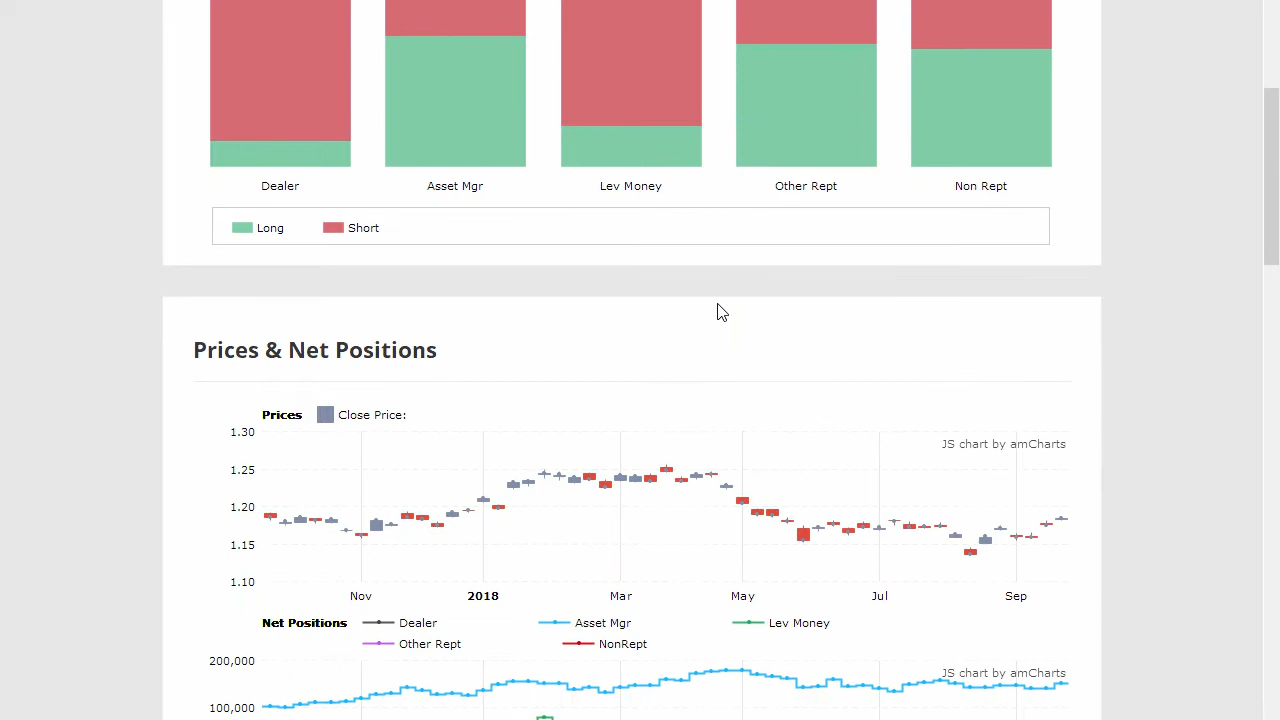 Dealer Asset Mgr Lev Money Other Rept Non Rept
Long Short
Prices & Net Positions
Prices Close Price:
1.30
JS chart by amCharts
1.25
1.20
1.15
1.10
Nov 2018 Mar May Jul Sep
Net Positions Dealer Asset Mgr Lev Money
Other Rept NonRept
200,000
JS chart by amCharts
100,000